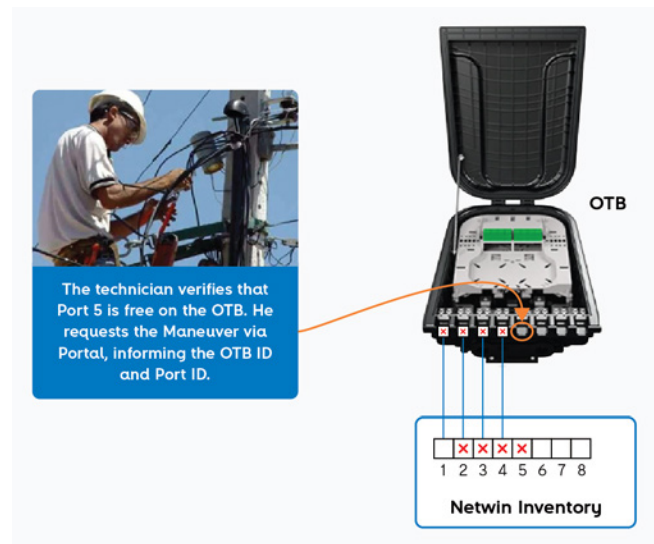 OTB
The technician verifies that
Port 5 is free on the OTB. He
requests the Maneuver via
Portal, informing the OTB ID
and Port ID.
1 2 3 4 5 6 7 8
Netwin Inventory